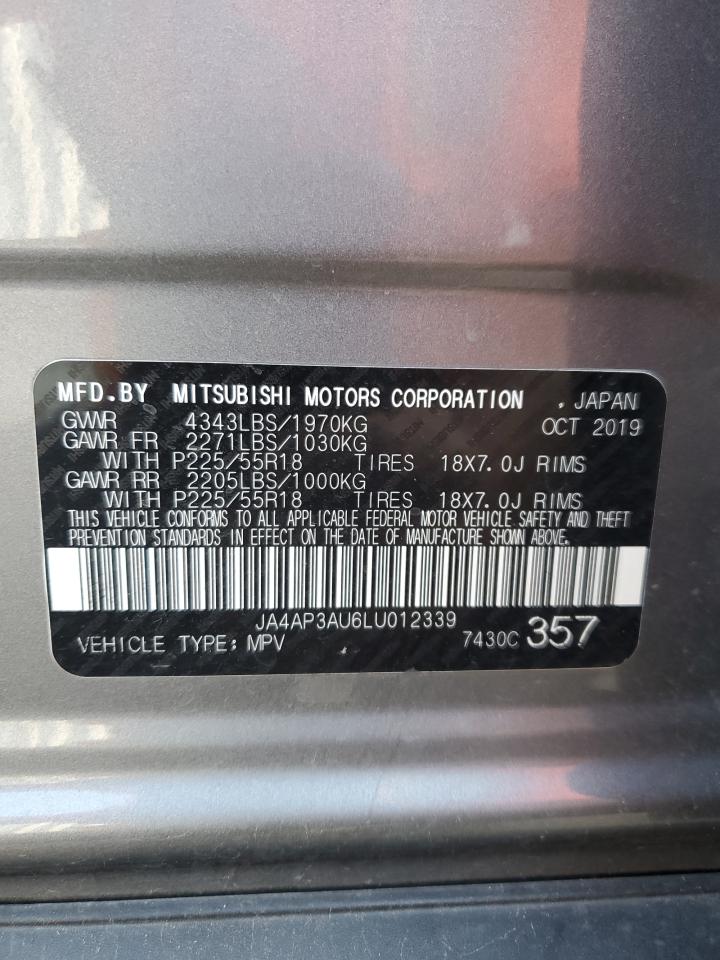 MFD.BY MITSUBISHI MOTORS CORPORATION . JAPAN
GVWR 4343LBS/1970KG OCT 2019
GAWR FR 2271LBS/1030KG
WITH P225/55R18 TIRES 18X7.0J RIMS
GAWR RR 2205LBS/1000KG
WITH P225/55R18 TIRES 18X7.0J RIMS
THIS VEHICLE CONFORMS TO ALL APPLICABLE FEDERAL MOTOR VEHICLE SAFETY AND THEFT
PREVENTION STANDARDS IN EFFECT ON THE DATE OF MANUFACTURE SHOWN ABOVE.
JA4AP3AU6LU012339
VEHICLE TYPE: MPV 7430C 357